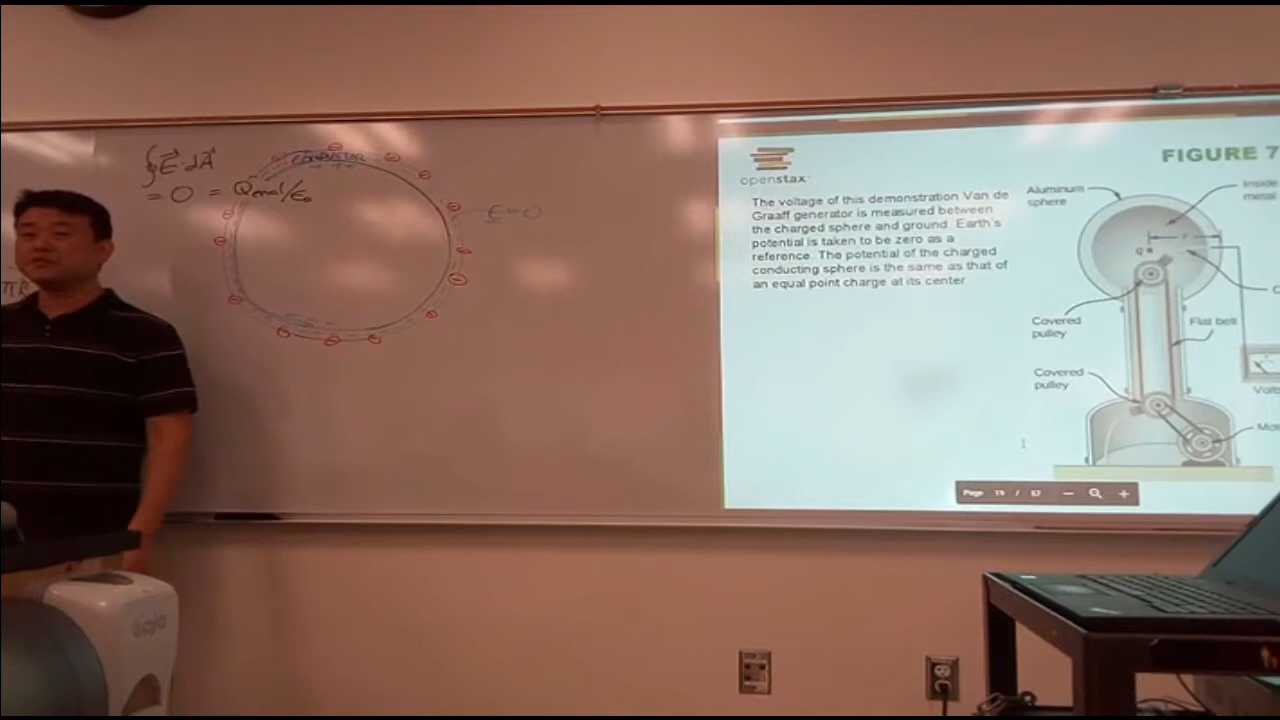 ∮E⃗·dA⃗
= 0 = Qencl/ε₀
CONDUCTOR
E=0
openstax
FIGURE 7
The voltage of this demonstration Van de
Graaff generator is measured between
the charged sphere and ground. Earth's
potential is taken to be zero as a
reference. The potential of the charged
conducting sphere is the same as that of
an equal point charge at its center
Aluminum
sphere
Inside
metal
r
q
Covered
pulley
Flat belt
Covered
pulley
Page 19 / 57
GOJO